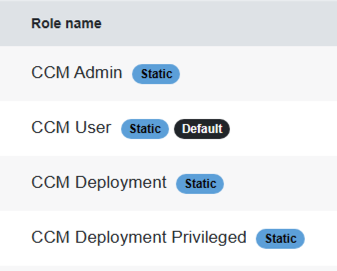 Role name
CCM Admin Static
CCM User Static Default
CCM Deployment Static
CCM Deployment Privileged Static